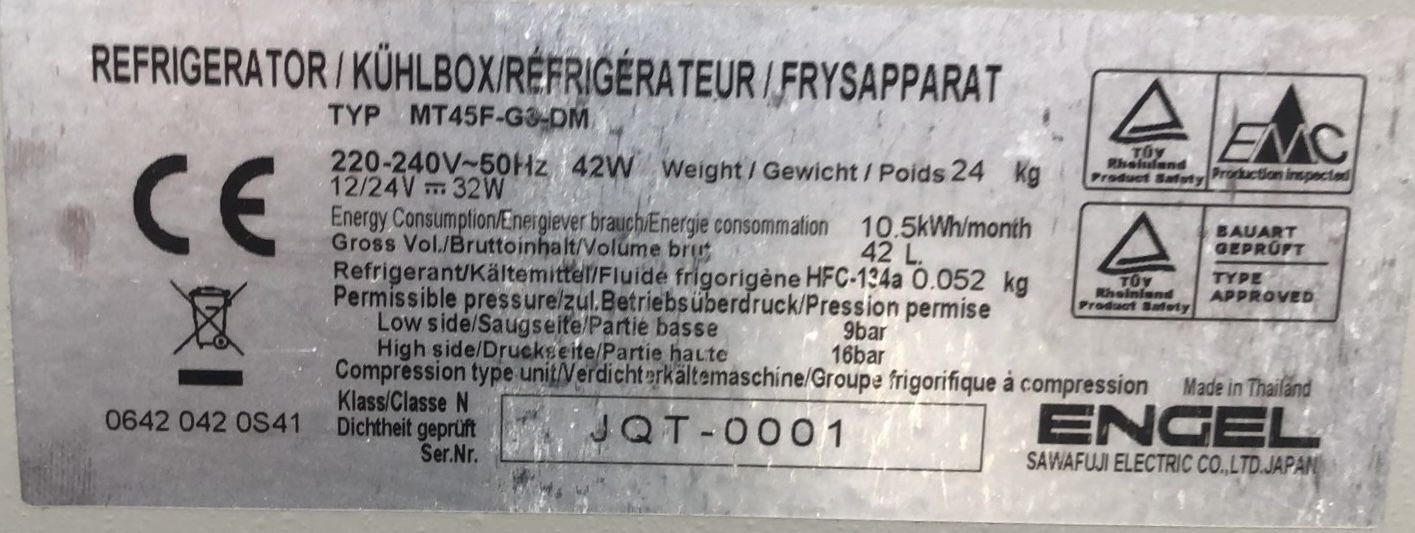 REFRIGERATOR / KÜHLBOX/RÉFRIGÉRATEUR / FRYSAPPARAT
TYP MT45F-G3-DM
220-240V~50Hz 42W Weight / Gewicht / Poids 24 kg
12/24V ⎓ 32W
Energy Consumption/Energiever brauch/Energie consommation 10.5kWh/month
Gross Vol./Bruttoinhalt/Volume brut 42 L.
Refrigerant/Kältemittel/Fluide frigorigène HFC-134a 0.052 kg
Permissible pressure/zul.Betriebsüberdruck/Pression permise
Low side/Saugseite/Partie basse 9bar
High side/Druckseite/Partie haute 16bar
Compression type unit/Verdichterkältemaschine/Groupe frigorifique à compression
Klass/Classe N
Dichtheit geprüft
Ser.Nr.
JQT-0001
CE
0642 042 0S41
TÜV
Rheinland
Product Safety
EMC
Production inspected
TÜV
Rheinland
Product Safety
BAUART
GEPRÜFT
TYPE
APPROVED
Made in Thailand
ENGEL
SAWAFUJI ELECTRIC CO.,LTD.JAPAN